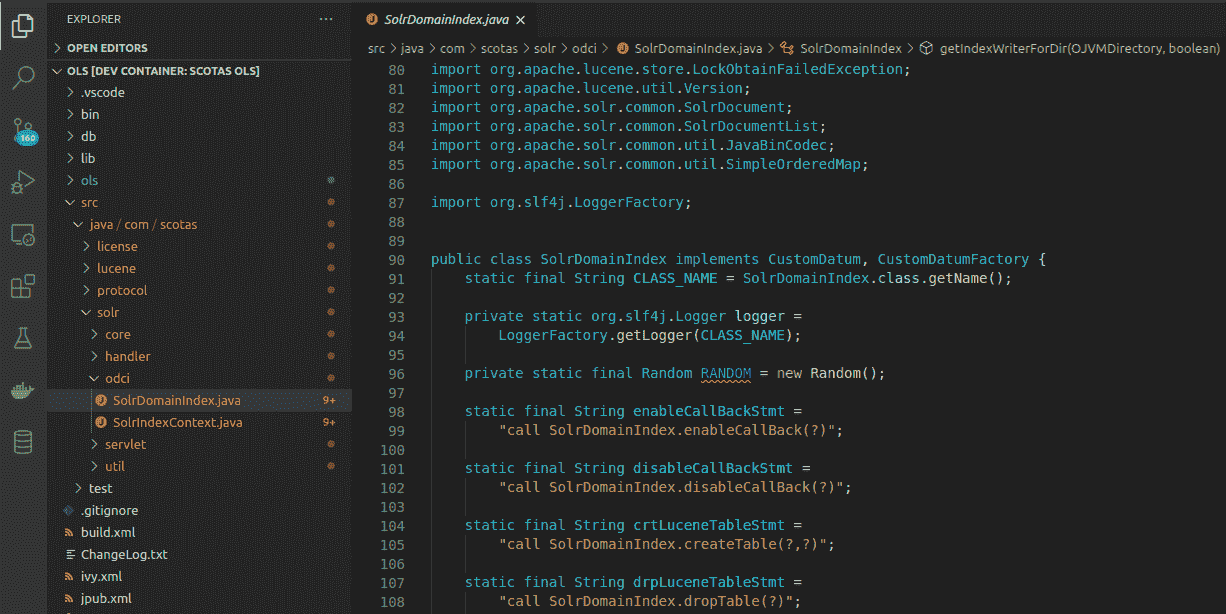 EXPLORER
OPEN EDITORS
OLS [DEV CONTAINER: SCOTAS OLS]
.vscode
bin
db
lib
ols
src
java / com / scotas
license
lucene
protocol
solr
core
handler
odci
SolrDomainIndex.java 9+
SolrIndexContext.java 9+
servlet
util
test
.gitignore
build.xml
ChangeLog.txt
ivy.xml
jpub.xml
160
SolrDomainIndex.java
src > java > com > scotas > solr > odci > SolrDomainIndex.java > SolrDomainIndex > getIndexWriterForDir(OJVMDirectory, boolean)
80 import org.apache.lucene.store.LockObtainFailedException;
81 import org.apache.lucene.util.Version;
82 import org.apache.solr.common.SolrDocument;
83 import org.apache.solr.common.SolrDocumentList;
84 import org.apache.solr.common.util.JavaBinCodec;
85 import org.apache.solr.common.util.SimpleOrderedMap;
86
87 import org.slf4j.LoggerFactory;
88
89
90 public class SolrDomainIndex implements CustomDatum, CustomDatumFactory {
91 static final String CLASS_NAME = SolrDomainIndex.class.getName();
92
93 private static org.slf4j.Logger logger =
94 LoggerFactory.getLogger(CLASS_NAME);
95
96 private static final Random RANDOM = new Random();
97
98 static final String enableCallBackStmt =
99 "call SolrDomainIndex.enableCallBack(?)";
100
101 static final String disableCallBackStmt =
102 "call SolrDomainIndex.disableCallBack(?)";
103
104 static final String crtLuceneTableStmt =
105 "call SolrDomainIndex.createTable(?,?)";
106
107 static final String drpLuceneTableStmt =
108 "call SolrDomainIndex.dropTable(?)";